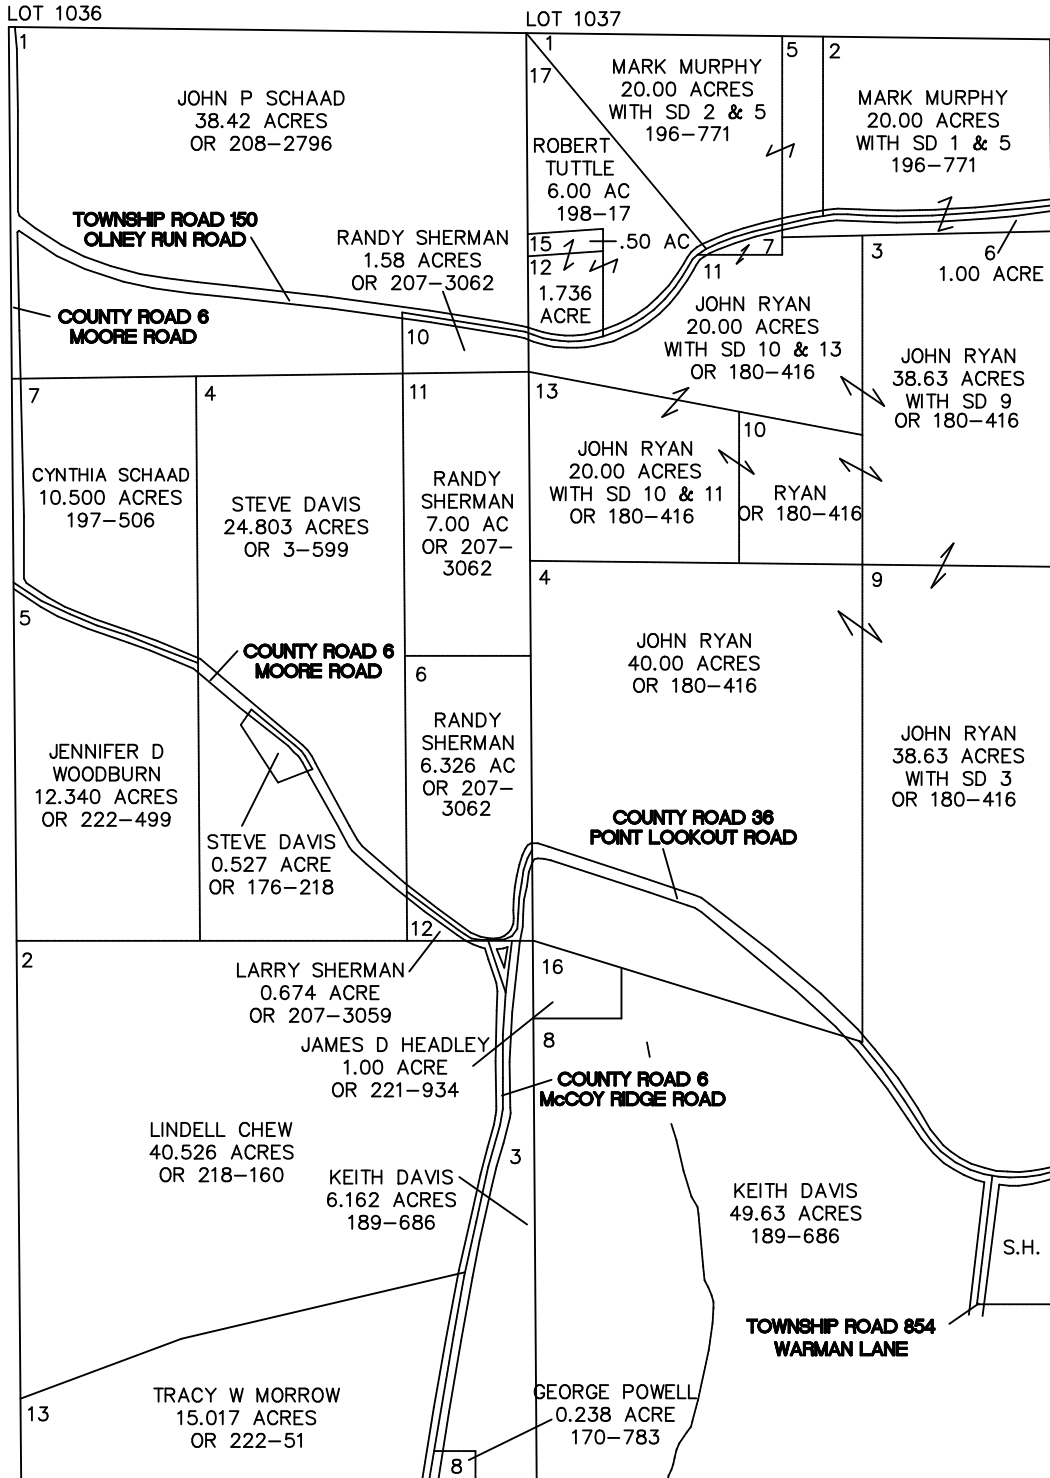 LOT 1036
LOT 1037
1
JOHN P SCHAAD
38.42 ACRES
OR 208-2796
1
17
MARK MURPHY
20.00 ACRES
WITH SD 2 & 5
196-771
5
2
MARK MURPHY
20.00 ACRES
WITH SD 1 & 5
196-771
ROBERT
TUTTLE
6.00 AC
198-17
TOWNSHIP ROAD 150
OLNEY RUN ROAD
RANDY SHERMAN
1.58 ACRES
OR 207-3062
15
.50 AC
12
1.736
ACRE
7
11
3
6
1.00 ACRE
COUNTY ROAD 6
MOORE ROAD
10
JOHN RYAN
20.00 ACRES
WITH SD 10 & 13
OR 180-416
JOHN RYAN
38.63 ACRES
WITH SD 9
OR 180-416
7
4
11
13
10
CYNTHIA SCHAAD
10.500 ACRES
197-506
STEVE DAVIS
24.803 ACRES
OR 3-599
RANDY
SHERMAN
7.00 AC
OR 207-
3062
JOHN RYAN
20.00 ACRES
WITH SD 10 & 11
OR 180-416
RYAN
OR 180-416
5
4
9
COUNTY ROAD 6
MOORE ROAD
6
JOHN RYAN
40.00 ACRES
OR 180-416
JENNIFER D
WOODBURN
12.340 ACRES
OR 222-499
RANDY
SHERMAN
6.326 AC
OR 207-
3062
JOHN RYAN
38.63 ACRES
WITH SD 3
OR 180-416
STEVE DAVIS
0.527 ACRE
OR 176-218
COUNTY ROAD 36
POINT LOOKOUT ROAD
12
2
LARRY SHERMAN
0.674 ACRE
OR 207-3059
16
JAMES D HEADLEY
1.00 ACRE
OR 221-934
8
COUNTY ROAD 6
McCOY RIDGE ROAD
LINDELL CHEW
40.526 ACRES
OR 218-160
3
KEITH DAVIS
6.162 ACRES
189-686
KEITH DAVIS
49.63 ACRES
189-686
S.H.
TOWNSHIP ROAD 854
WARMAN LANE
13
TRACY W MORROW
15.017 ACRES
OR 222-51
GEORGE POWELL
0.238 ACRE
170-783
8